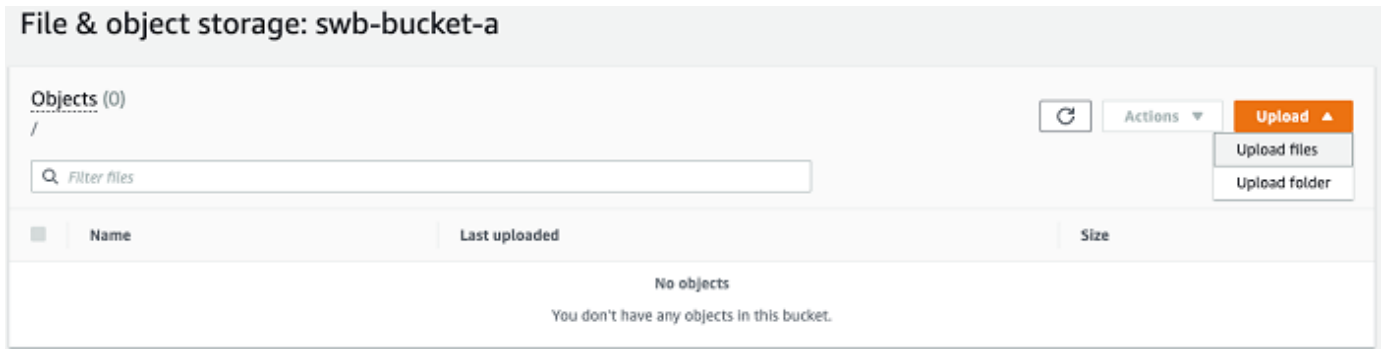 File & object storage: swb-bucket-a
Objects (0)
/
Actions
Upload
Upload files
Upload folder
Filter files
Name Last uploaded Size
No objects
You don't have any objects in this bucket.